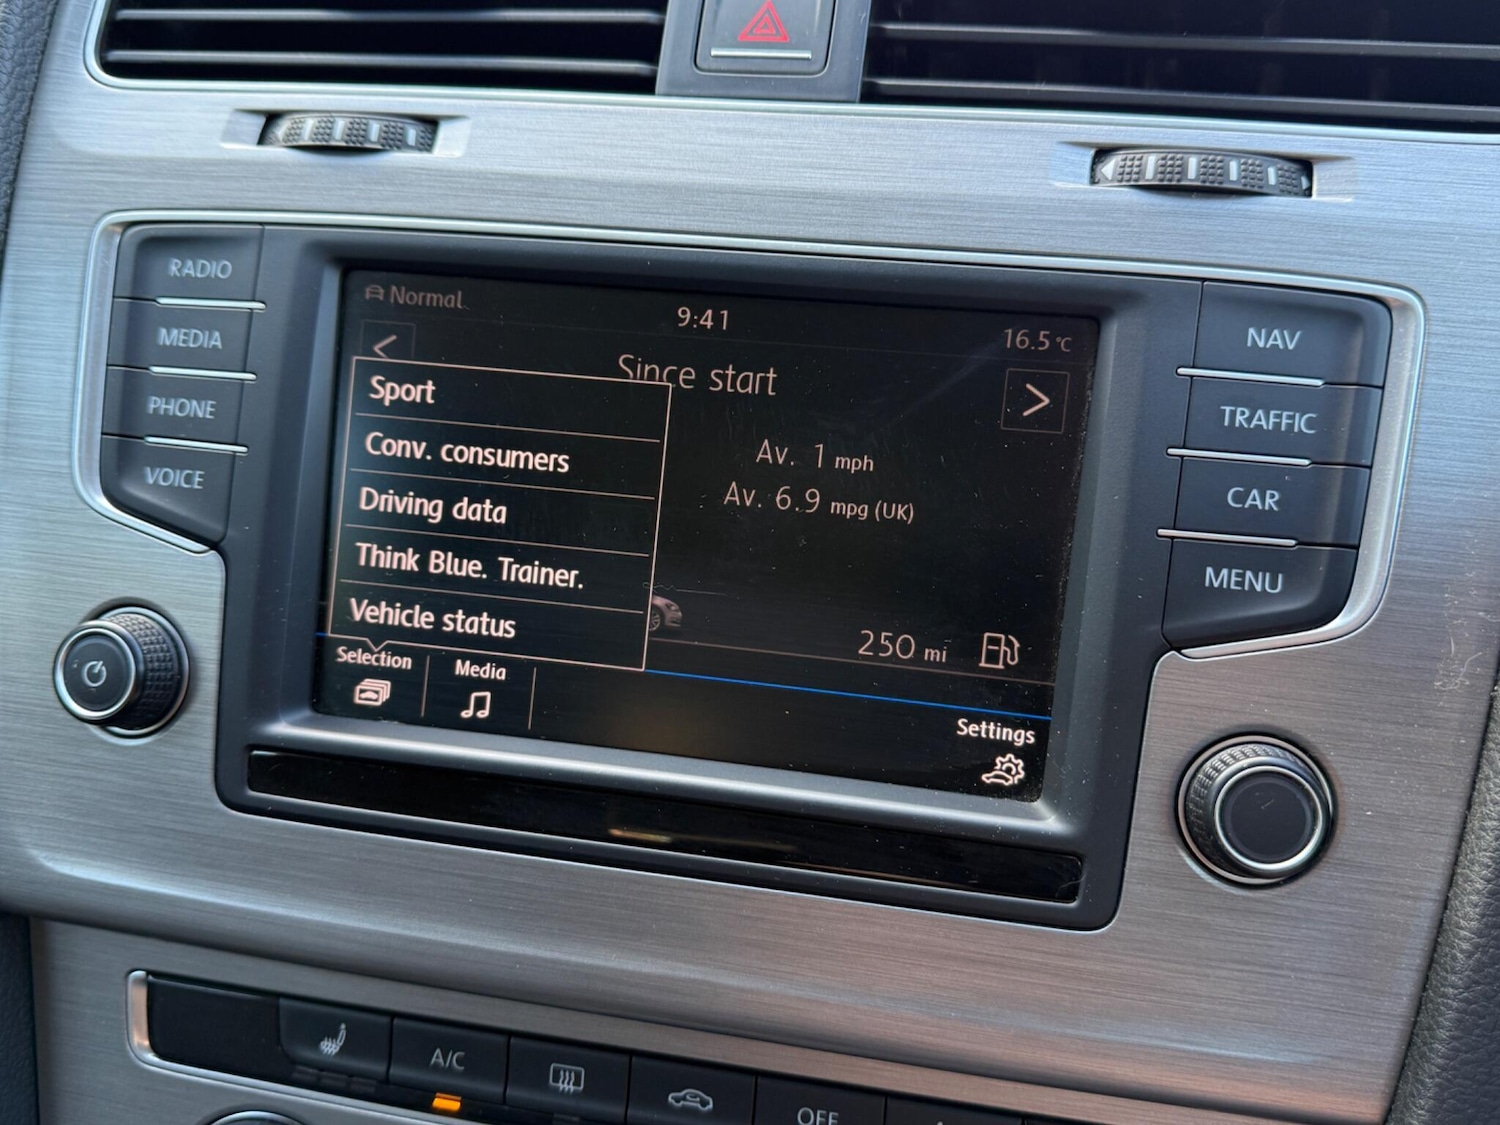 RADIO
MEDIA
PHONE
VOICE
Normal
9:41
16.5°C
Since start
Sport
Conv. consumers
Driving data
Think Blue. Trainer.
Vehicle status
Av. 1 mph
Av. 6.9 mpg (UK)
250 mi
Selection
Media
Settings
NAV
TRAFFIC
CAR
MENU
A/C
OFF